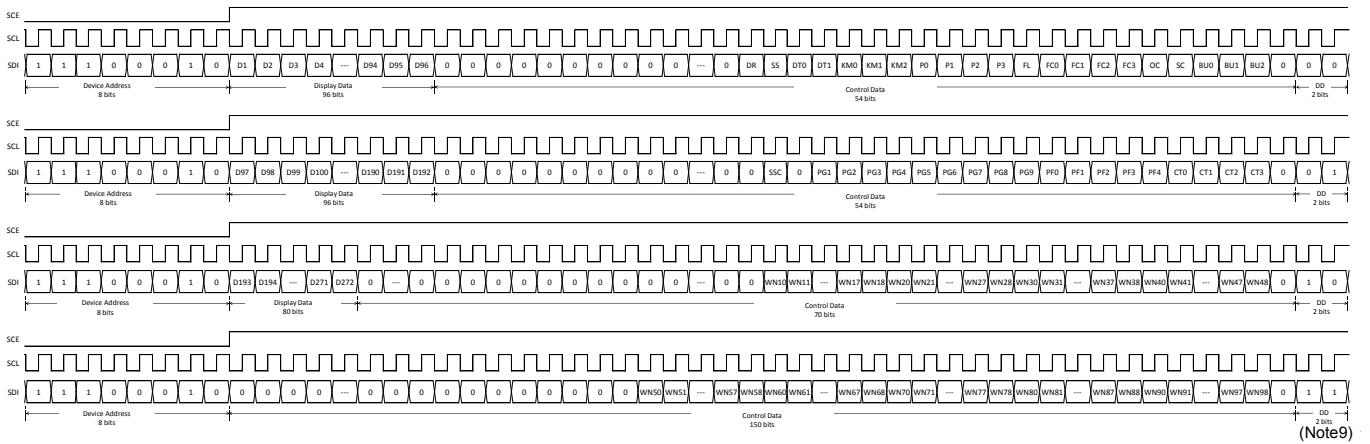 SCE
SCL
SDI 1 1 1 0 0 0 1 0 D1 D2 D3 D4 --- D94 D95 D96 0 0 0 0 0 0 0 0 0 0 --- 0 DR SS DT0 DT1 KM0 KM1 KM2 P0 P1 P2 P3 FL FC0 FC1 FC2 FC3 OC SC BU0 BU1 BU2 0 0 0
Device Address Display Data Control Data DD
8 bits 96 bits 54 bits 2 bits
SCE
SCL
SDI 1 1 1 0 0 0 1 0 D97 D98 D99 D100 --- D190 D191 D192 0 0 0 0 0 0 0 0 0 0 --- 0 0 SSC 0 PG1 PG2 PG3 PG4 PG5 PG6 PG7 PG8 PG9 PF0 PF1 PF2 PF3 PF4 CT0 CT1 CT2 CT3 0 0 1
Device Address Display Data Control Data DD
8 bits 96 bits 54 bits 2 bits
SCE
SCL
SDI 1 1 1 0 0 0 1 0 D193 D194 --- D271 D272 0 --- 0 0 0 0 0 0 0 0 0 0 0 --- 0 0 WN10 WN11 --- WN17 WN18 WN20 WN21 --- WN27 WN28 WN30 WN31 --- WN37 WN38 WN40 WN41 --- WN47 WN48 0 1 0
Device Address Display Data Control Data DD
8 bits 80 bits 70 bits 2 bits
SCE
SCL
SDI 1 1 1 0 0 0 1 0 0 0 0 0 --- 0 0 0 0 0 0 0 0 0 0 0 WN50 WN51 --- WN57 WN58 WN60 WN61 --- WN67 WN68 WN70 WN71 --- WN77 WN78 WN80 WN81 --- WN87 WN88 WN90 WN91 --- WN97 WN98 0 1 1
Device Address Control Data DD
8 bits 150 bits 2 bits
(Note9)